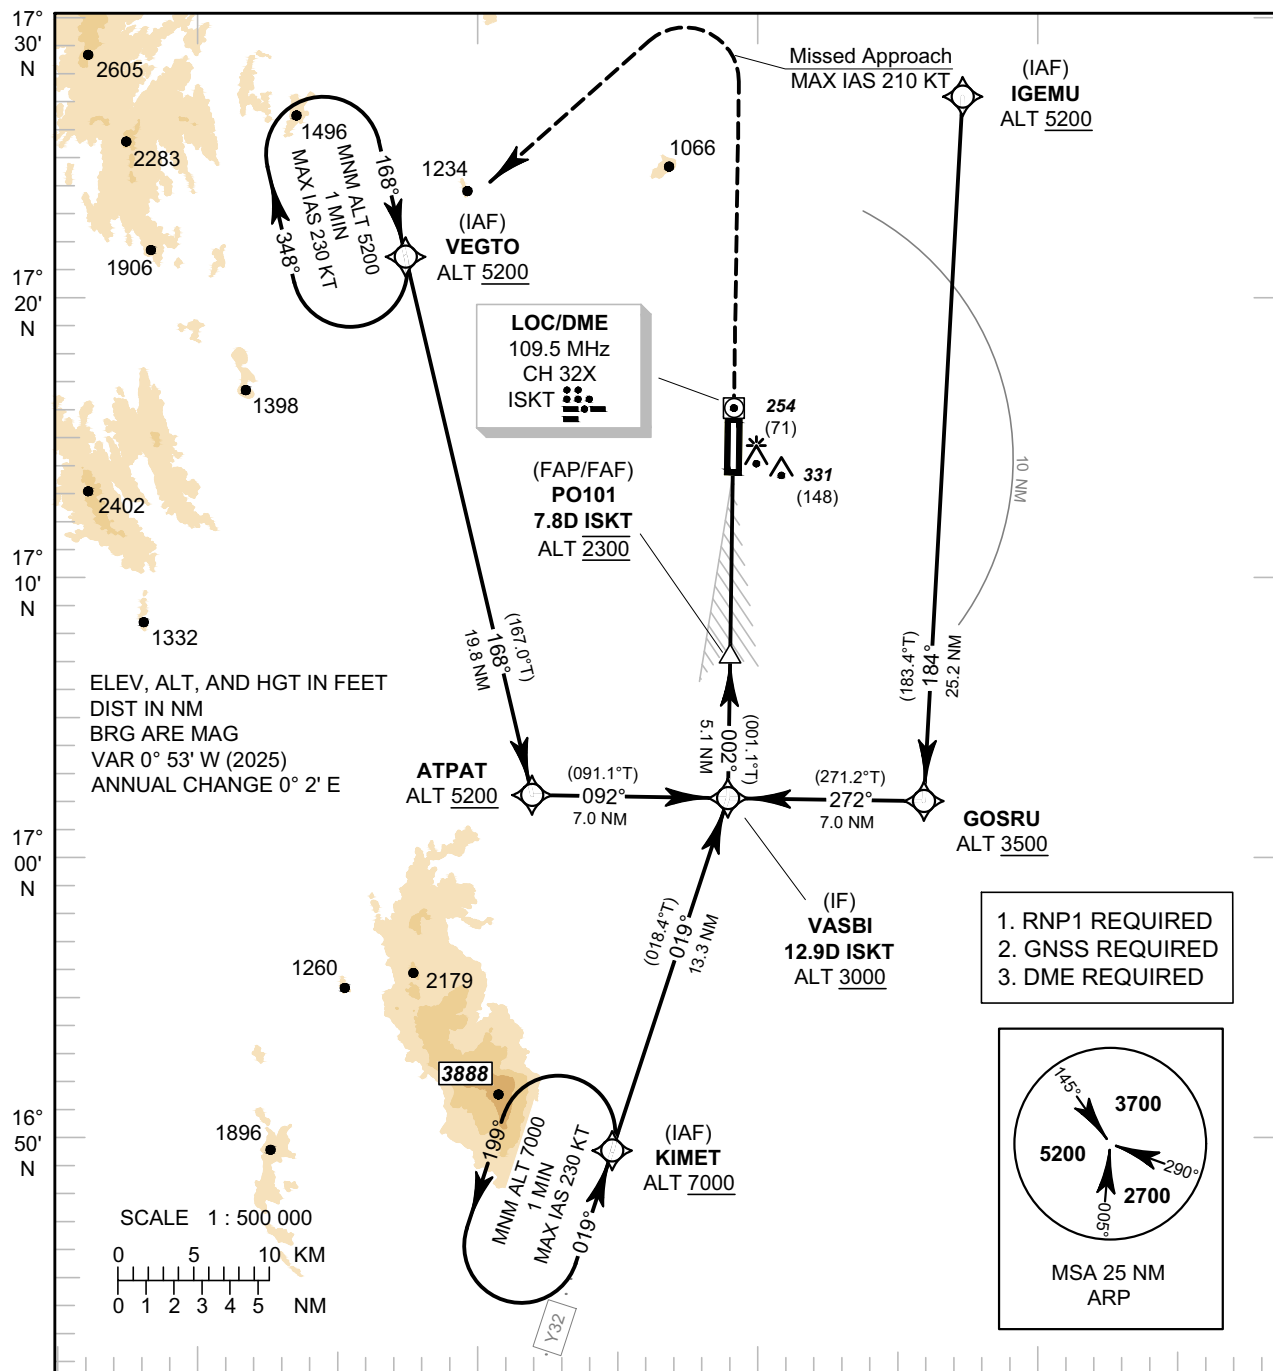 17°
30'
N
2605
2283
1906
1496
MNM ALT 5200
1 MIN
MAX IAS 230 KT
168°
348°
1234
1066
Missed Approach
MAX IAS 210 KT
(IAF)
IGEMU
ALT 5200
(IAF)
VEGTO
ALT 5200
17°
20'
N
LOC/DME
109.5 MHz
CH 32X
ISKT
1398
254
(71)
331
(148)
10 NM
2402
(FAP/FAF)
PO101
7.8D ISKT
ALT 2300
17°
10'
N
1332
(167.0°T)
168°
19.8 NM
(183.4°T)
184°
25.2 NM
ELEV, ALT, AND HGT IN FEET
DIST IN NM
BRG ARE MAG
VAR 0° 53' W (2025)
ANNUAL CHANGE 0° 2' E
(001.1°T)
002°
5.1 NM
ATPAT
ALT 5200
(091.1°T)
092°
7.0 NM
(271.2°T)
272°
7.0 NM
GOSRU
ALT 3500
17°
00'
N
(IF)
VASBI
12.9D ISKT
ALT 3000
(018.4°T)
019°
13.3 NM
1. RNP1 REQUIRED
2. GNSS REQUIRED
3. DME REQUIRED
1260
2179
3888
16°
50'
N
1896
199°
MNM ALT 7000
1 MIN
MAX IAS 230 KT
019°
(IAF)
KIMET
ALT 7000
Y32
SCALE 1 : 500 000
0 5 10 KM
0 1 2 3 4 5 NM
145°
3700
5200
290°
2700
005°
MSA 25 NM
ARP